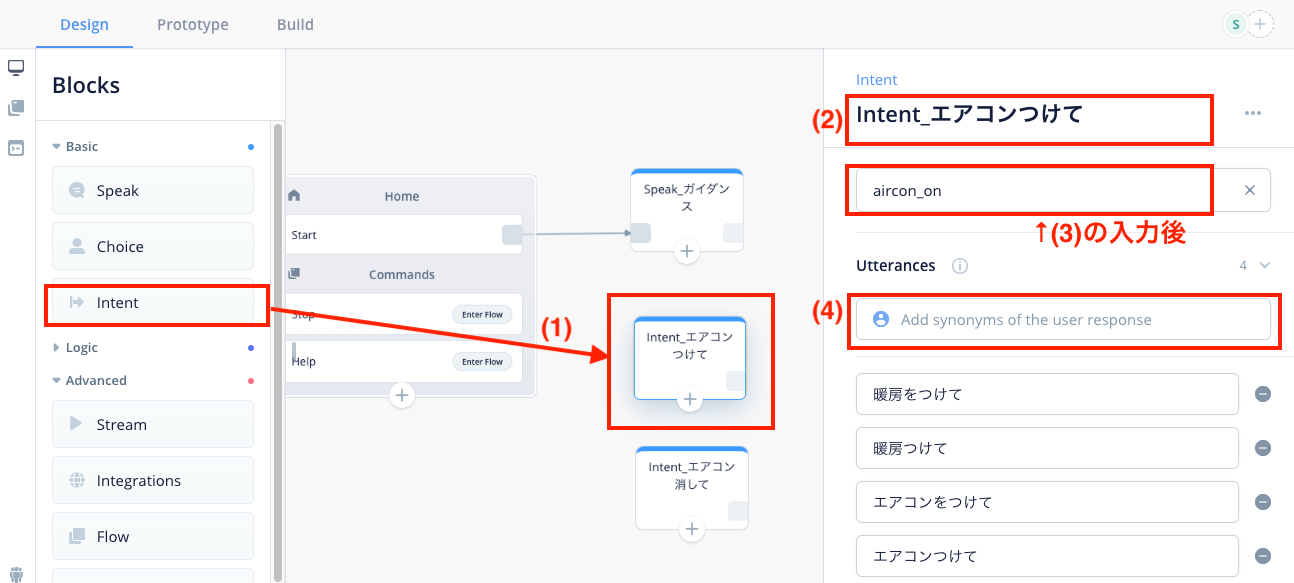 Design
Prototype
Build
S
Blocks
Basic
Speak
Choice
Intent
Logic
Advanced
Stream
Integrations
Flow
Home
Start
Commands
Stop
Enter Flow
Help
Enter Flow
Speak_ガイダン
ス
(1)
Intent_エアコン
つけて
Intent_エアコン
消して
Intent
(2)
Intent_エアコンつけて
aircon_on
↑(3)の入力後
Utterances
4
(4)
Add synonyms of the user response
暖房をつけて
暖房つけて
エアコンをつけて
エアコンつけて